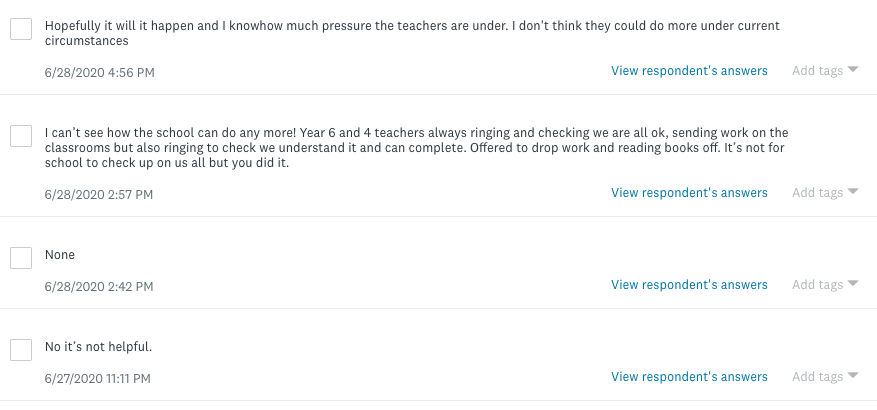 Hopefully it will it happen and I knowhow much pressure the teachers are under. I don't think they could do more under current
circumstances
6/28/2020 4:56 PM
View respondent's answers
Add tags
I can't see how the school can do any more! Year 6 and 4 teachers always ringing and checking we are all ok, sending work on the
classrooms but also ringing to check we understand it and can complete. Offered to drop work and reading books off. It's not for
school to check up on us all but you did it.
6/28/2020 2:57 PM
View respondent's answers
Add tags
None
6/28/2020 2:42 PM
View respondent's answers
Add tags
No it's not helpful.
6/27/2020 11:11 PM
View respondent's answers
Add tags